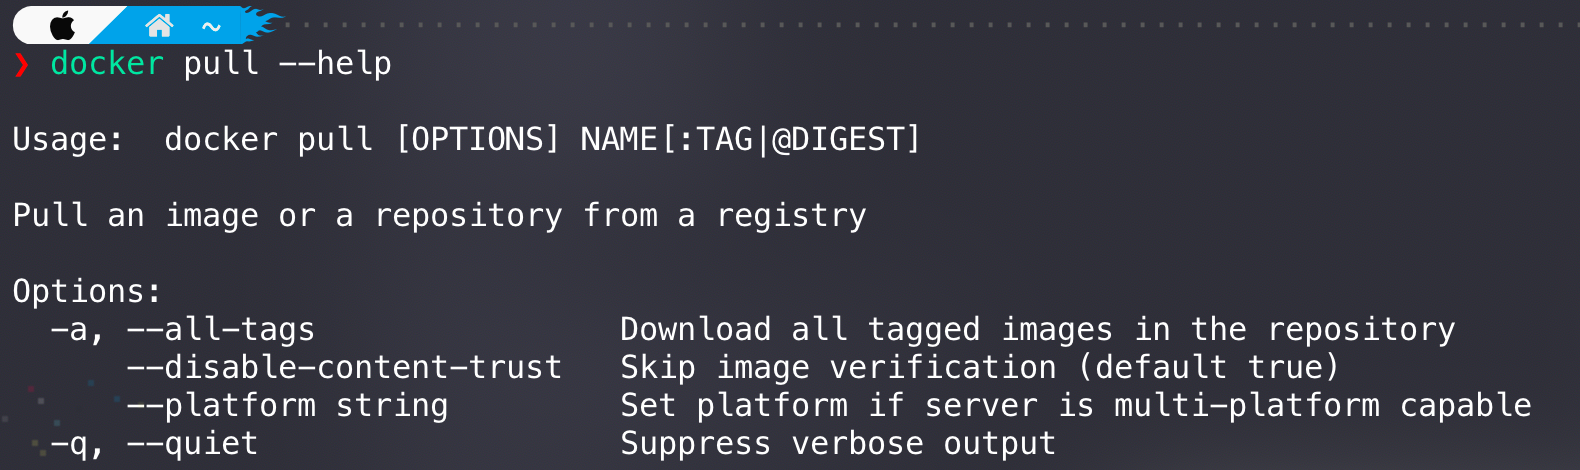 ~
❯ docker pull --help
Usage:  docker pull [OPTIONS] NAME[:TAG|@DIGEST]
Pull an image or a repository from a registry
Options:
  -a, --all-tags                Download all tagged images in the repository
      --disable-content-trust   Skip image verification (default true)
      --platform string         Set platform if server is multi-platform capable
  -q, --quiet                   Suppress verbose output